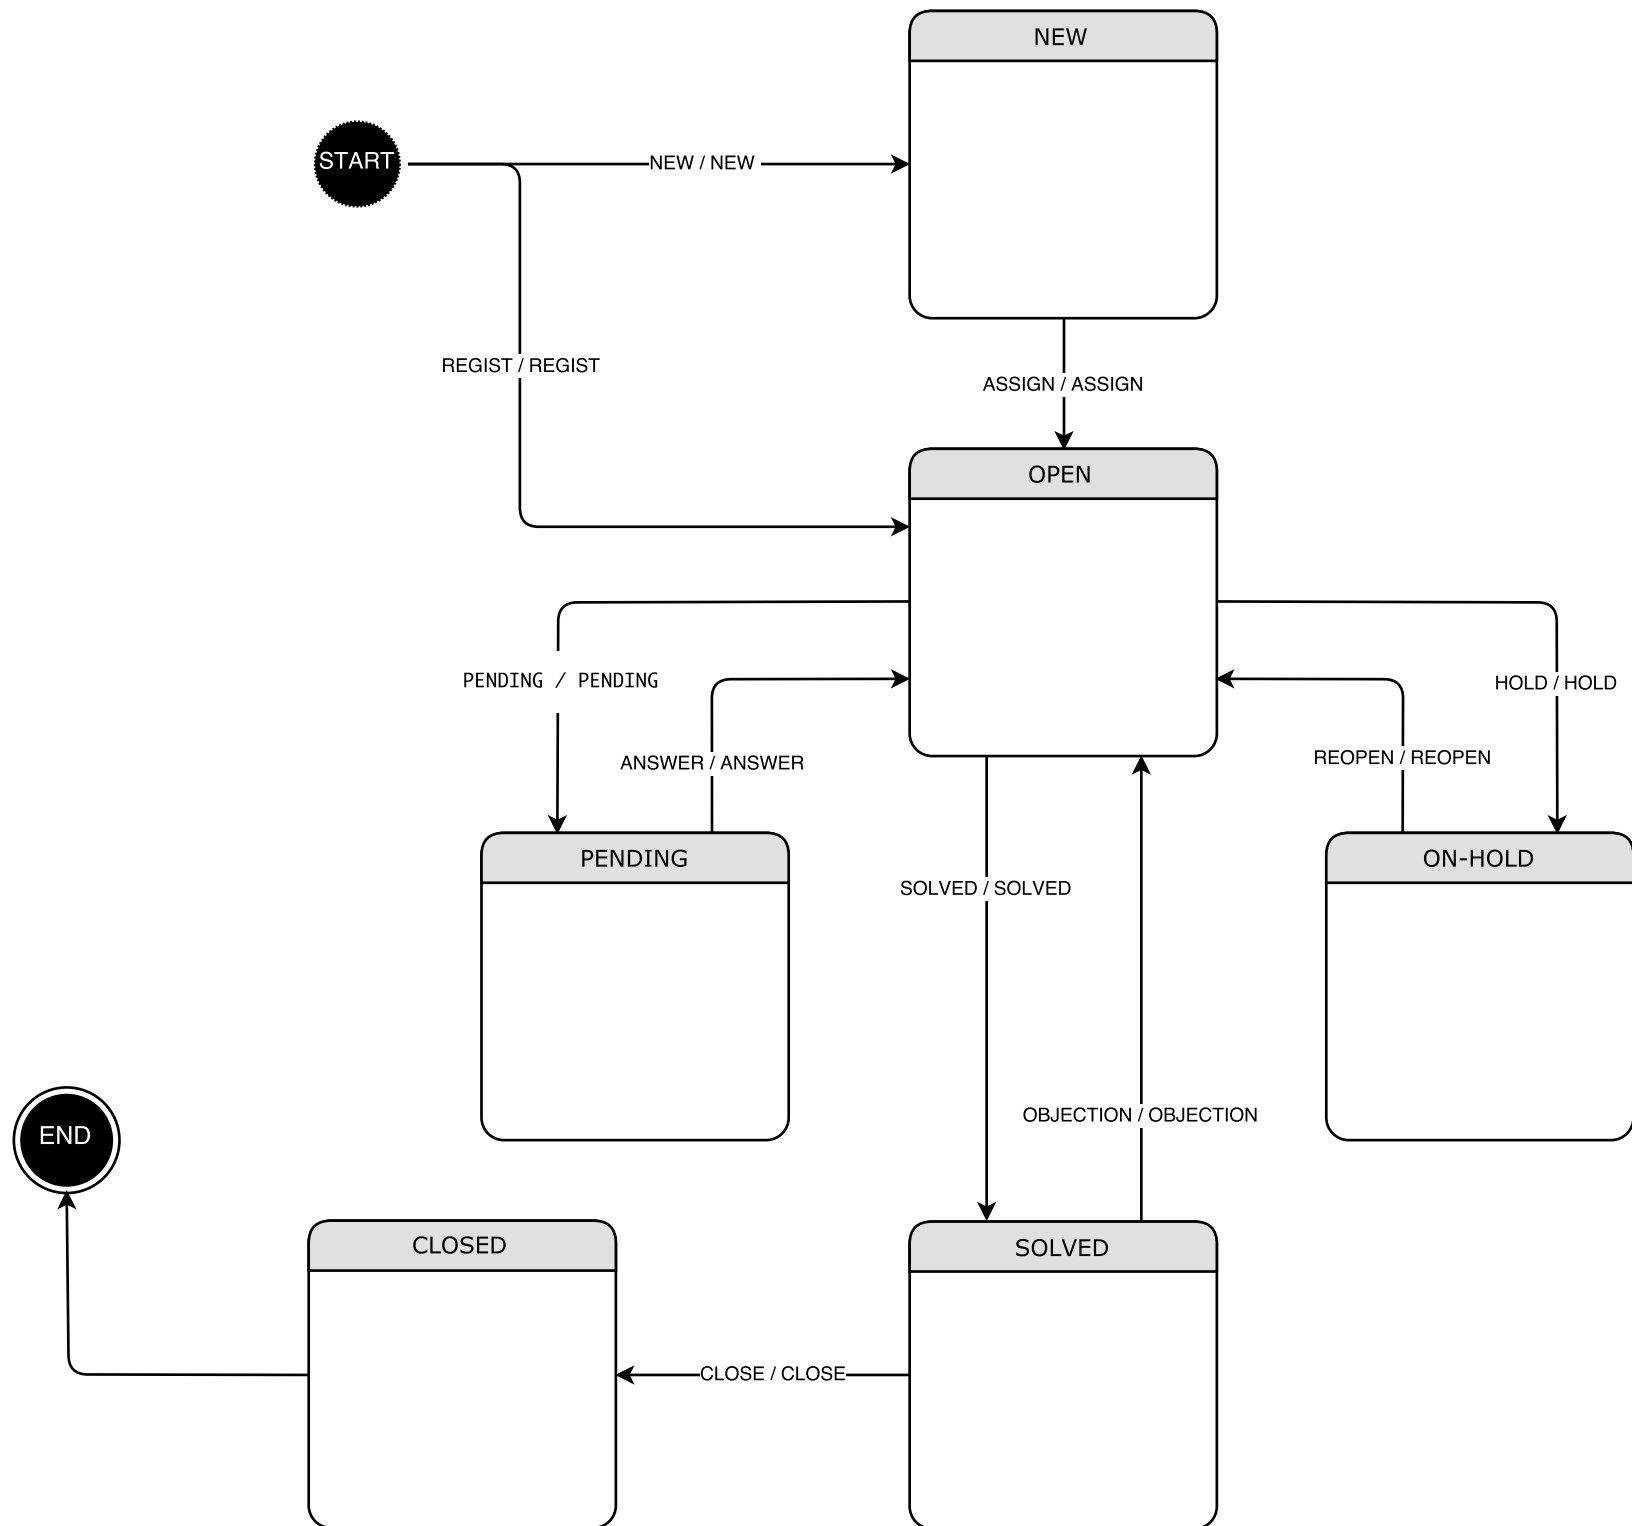 NEW
START
NEW / NEW
REGIST / REGIST
ASSIGN / ASSIGN
OPEN
PENDING / PENDING
HOLD / HOLD
ANSWER / ANSWER
REOPEN / REOPEN
PENDING
ON-HOLD
SOLVED / SOLVED
OBJECTION / OBJECTION
END
CLOSED
SOLVED
CLOSE / CLOSE